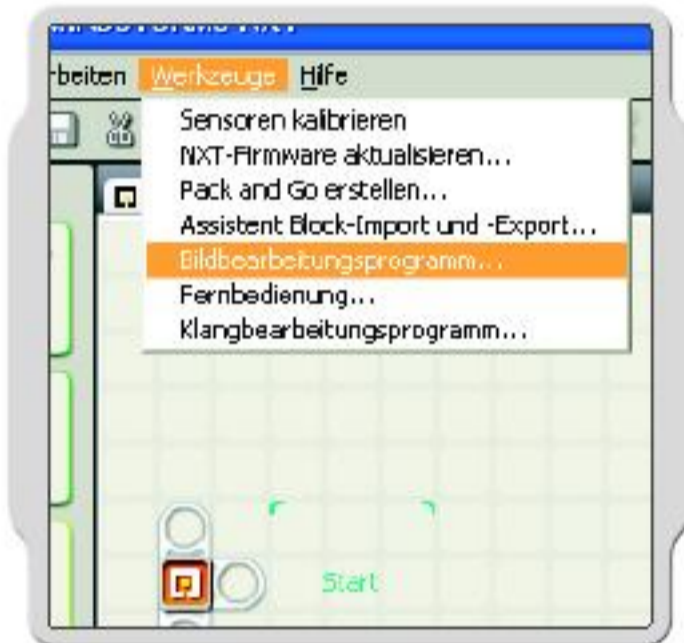 rbeiten Werkzeuge Hilfe
Sensoren kalibrieren
NXT-Firmware aktualisieren...
Pack and Go erstellen...
Assistent Block-Import und -Export...
Bildbearbeitungsprogramm...
Fernbedienung...
Klangbearbeitungsprogramm...
Start